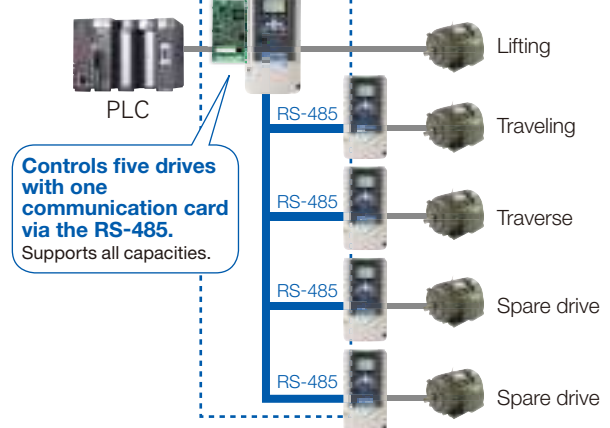 Lifting
PLC
RS-485
Traveling
Controls five drives
with one
communication card
via the RS-485.
Supports all capacities.
RS-485
Traverse
RS-485
Spare drive
RS-485
Spare drive